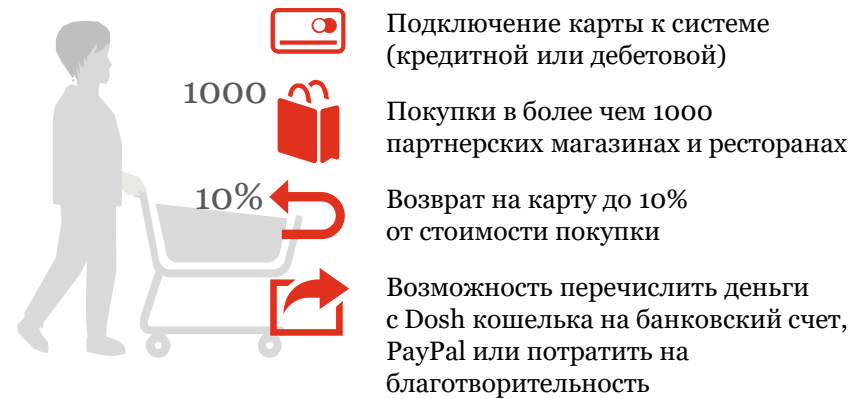 Подключение карты к системе
(кредитной или дебетовой)
1000
Покупки в более чем 1000
партнерских магазинах и ресторанах
10%
Возврат на карту до 10%
от стоимости покупки
Возможность перечислить деньги
с Dosh кошелька на банковский счет,
PayPal или потратить на
благотворительность